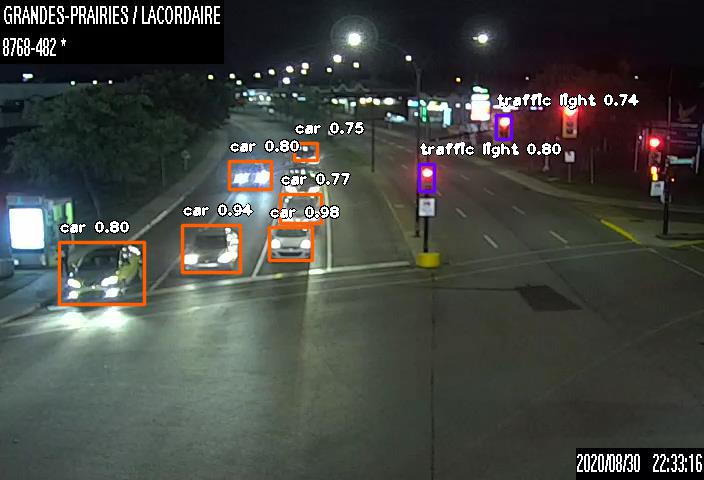 GRANDES-PRAIRIES / LACORDAIRE
8768-482 *
traffic light 0.74
car 0.75
car 0.80
traffic light 0.80
car 0.77
car 0.94
car 0.98
car 0.80
2020/08/30 22:33:16